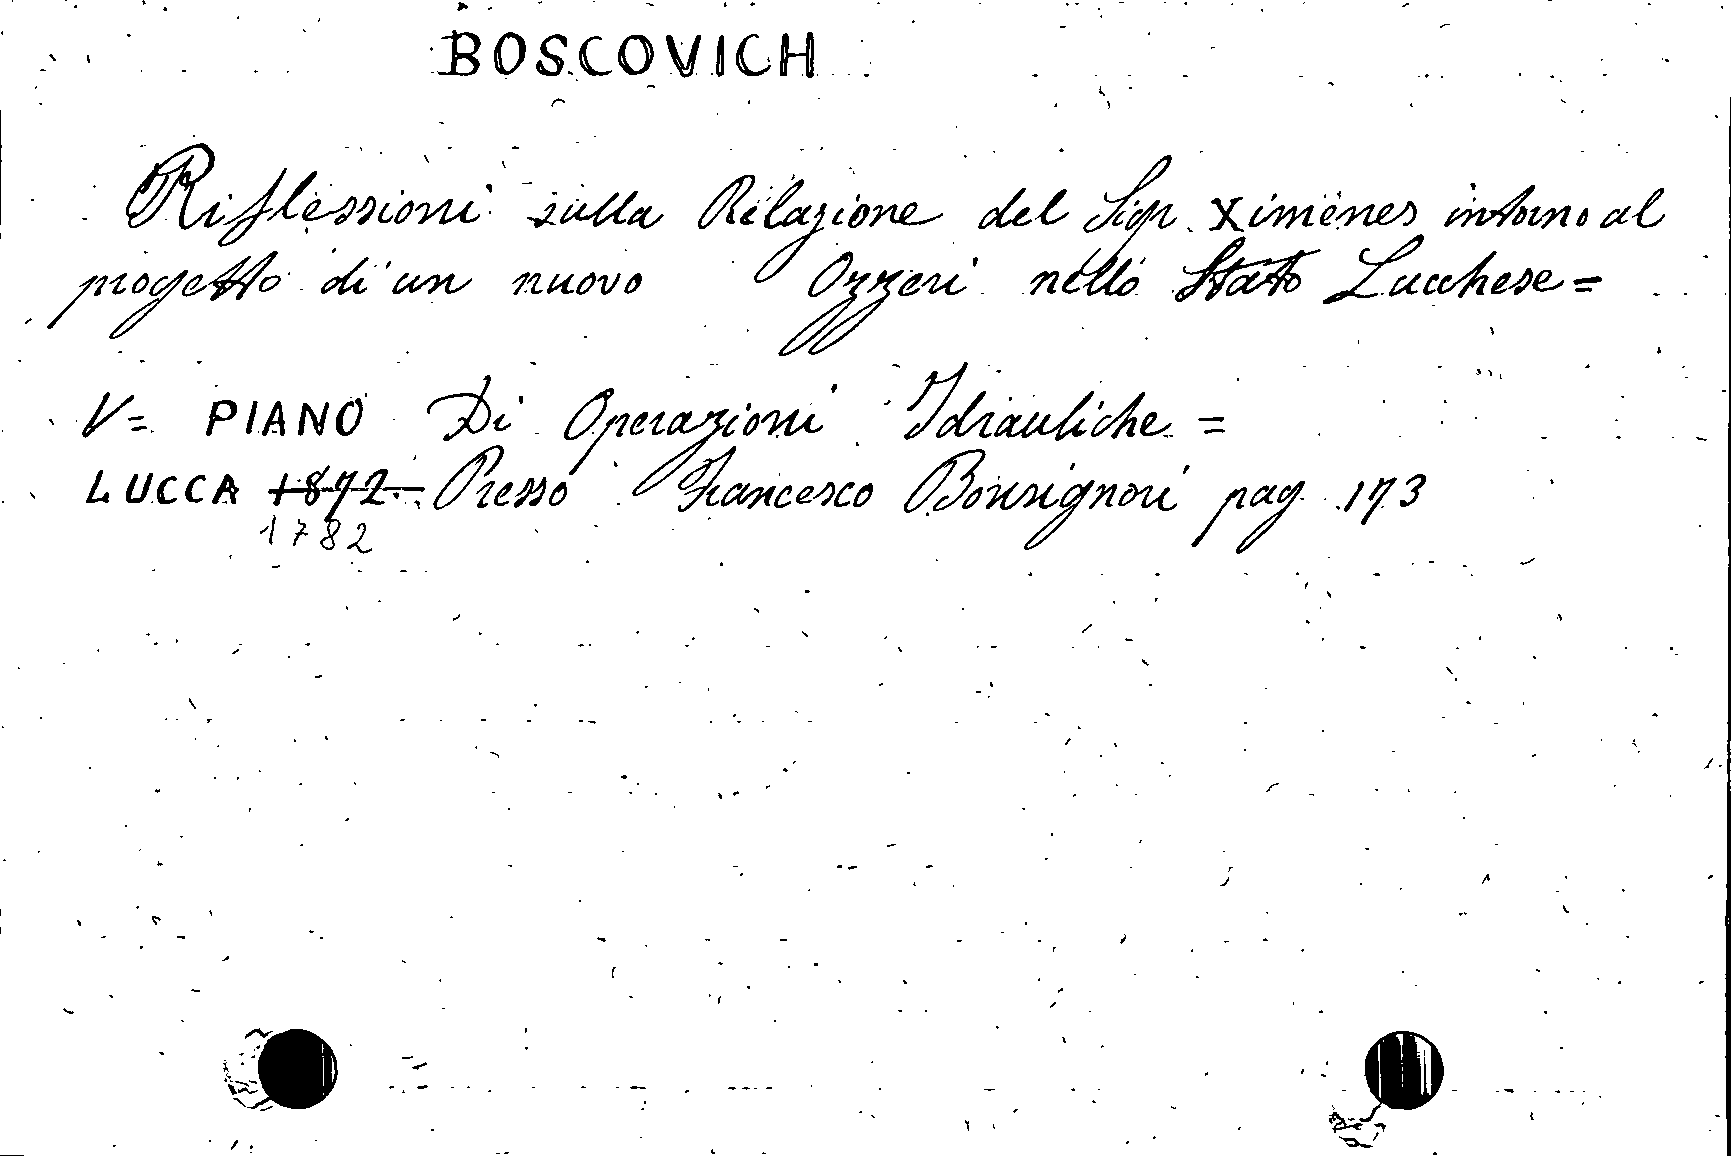 BOSCOVICH
Riflessioni sulla Relazione del Sigr. Ximenes intorno al
progetto di un nuovo Ozzeri nello Stato Lucchese =
V= PIANO Di Operazioni Idrauliche =
LUCCA 1872. Presso Francesco Bonsignori pag. 173
1782